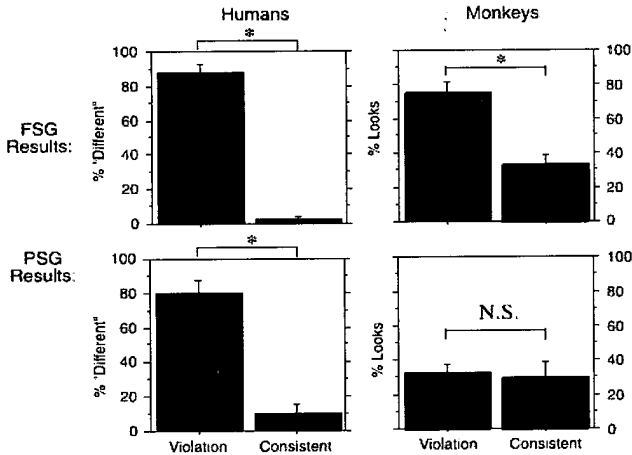 Humans
Monkeys
FSG
Results:
% "Different"
100
80
60
40
20
0
*
% Looks
*
100
80
60
40
20
0
PSG
Results:
% "Different"
100
80
60
40
20
0
*
Violation
Consistent
% Looks
N.S.
100
80
60
40
20
0
Violation
Consistent